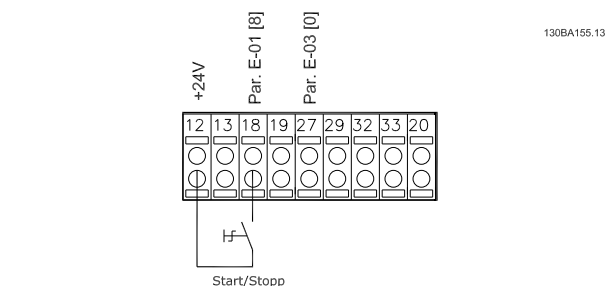 130BA155.13
+24V
Par. E-01 [8]
Par. E-03 [0]
12 13 18 19 27 29 32 33 20
Start/Stopp